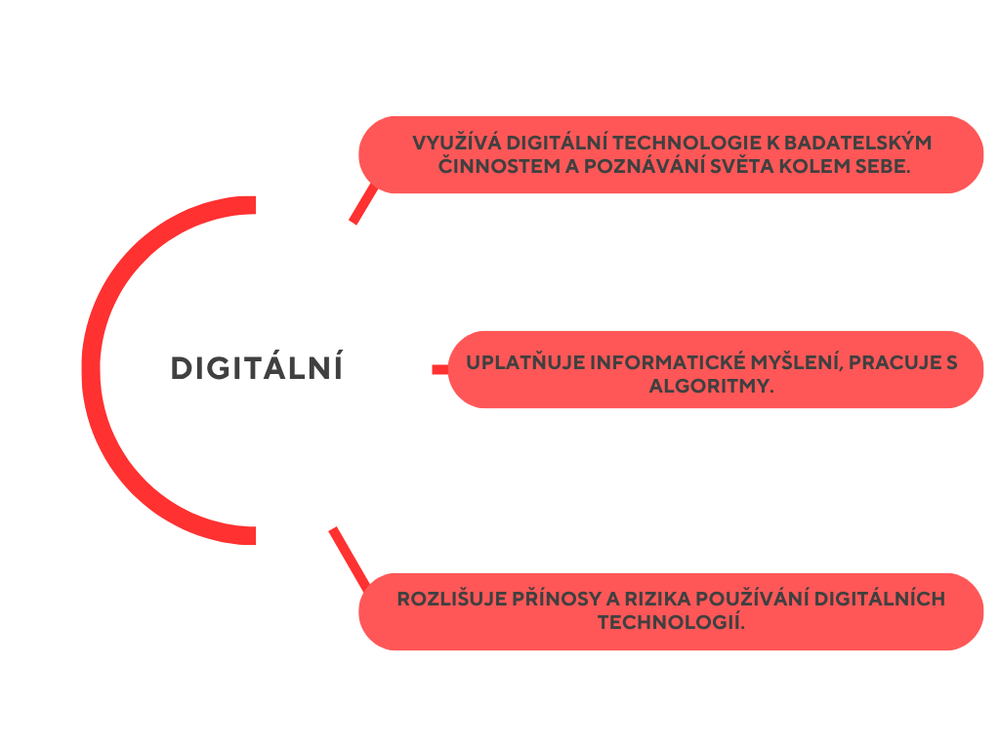 VYUŽÍVÁ DIGITÁLNÍ TECHNOLOGIE K BADATELSKÝM
ČINNOSTEM A POZNÁVÁNÍ SVĚTA KOLEM SEBE.
DIGITÁLNÍ
UPLATŇUJE INFORMATICKÉ MYŠLENÍ, PRACUJE S
ALGORITMY.
ROZLIŠUJE PŘÍNOSY A RIZIKA POUŽÍVÁNÍ DIGITÁLNÍCH
TECHNOLOGIÍ.